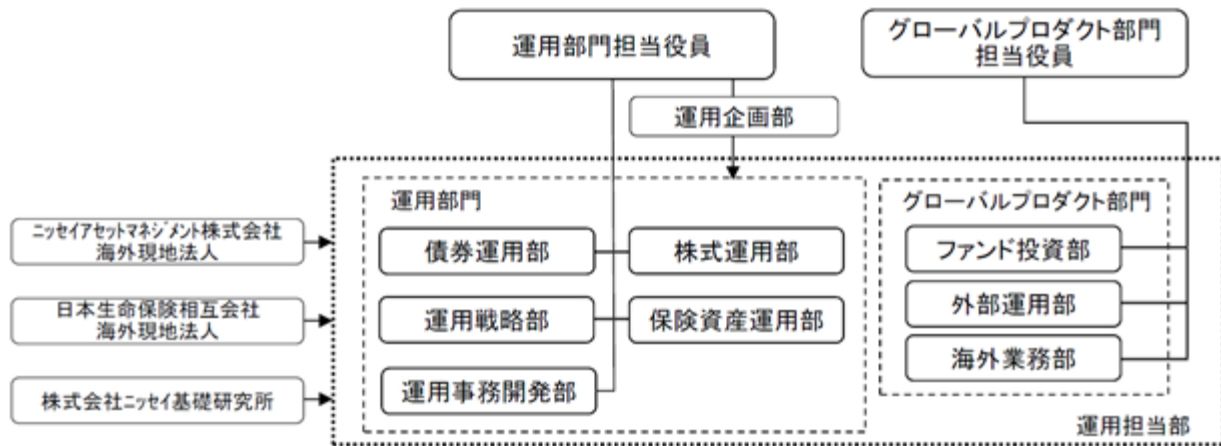 運用部門担当役員
グローバルプロダクト部門
担当役員
運用企画部
運用部門
グローバルプロダクト部門
ニッセイアセットマネジメント株式会社
海外現地法人
債券運用部
株式運用部
ファンド投資部
日本生命保険相互会社
海外現地法人
運用戦略部
保険資産運用部
外部運用部
海外業務部
株式会社ニッセイ基礎研究所
運用事務開発部
運用担当部